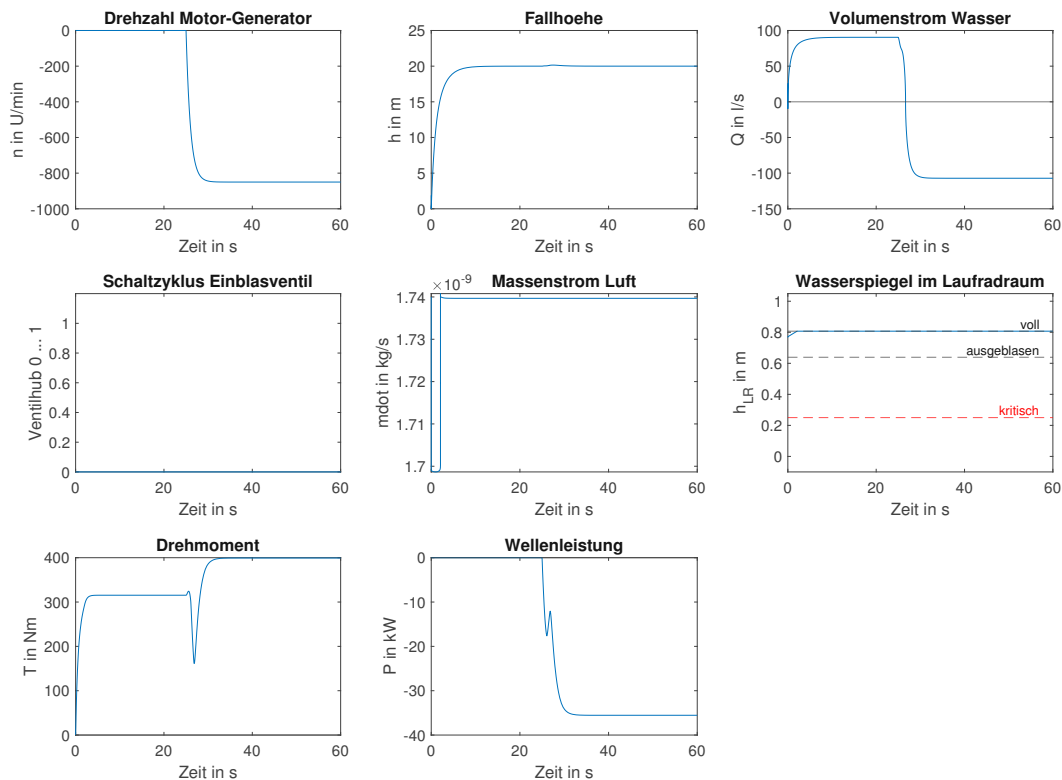 Drehzahl Motor-Generator
0
-200
-400
-600
-800
-1000
n in U/min
0 20 40 60
Zeit in s
Fallhoehe
25
20
15
10
5
0
h in m
0 20 40 60
Zeit in s
Volumenstrom Wasser
100
50
0
-50
-100
-150
Q in l/s
0 20 40 60
Zeit in s
Schaltzyklus Einblasventil
1
0.8
0.6
0.4
0.2
0
Ventilhub 0 ... 1
0 20 40 60
Zeit in s
Massenstrom Luft
×10⁻⁹
1.74
1.73
1.72
1.71
1.7
mdot in kg/s
0 20 40 60
Zeit in s
Wasserspiegel im Laufradraum
1
0.8
0.6
0.4
0.2
0
h_LR in m
voll
ausgeblasen
kritisch
0 20 40 60
Zeit in s
Drehmoment
400
300
200
100
0
T in Nm
0 20 40 60
Zeit in s
Wellenleistung
0
-10
-20
-30
-40
P in kW
0 20 40 60
Zeit in s